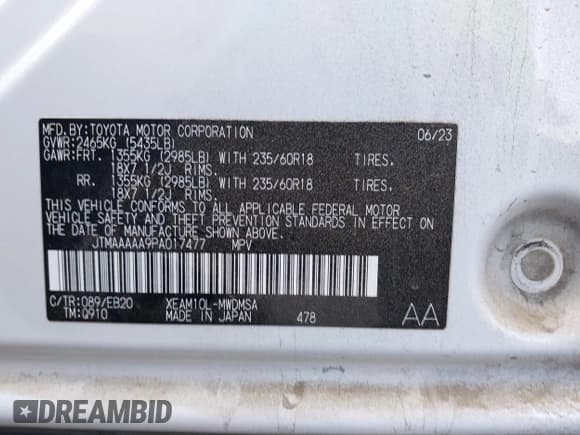 MFD.BY:TOYOTA MOTOR CORPORATION 06/23
GVWR:2465KG (5435LB)
GAWR:FRT. 1355KG (2985LB) WITH 235/60R18 TIRES.
18X7 1/2J RIMS.
RR. 1355KG (2985LB) WITH 235/60R18 TIRES.
18X7 1/2J RIMS.
THIS VEHICLE CONFORMS TO ALL APPLICABLE FEDERAL MOTOR
VEHICLE SAFETY AND THEFT PREVENTION STANDARDS IN EFFECT ON
THE DATE OF MANUFACTURE SHOWN ABOVE.
JTMAAAAA9PA017477 MPV
C/TR:089/EB20 XEAM10L-MWDMSA
TM:Q910 MADE IN JAPAN 478 AA
DREAMBID